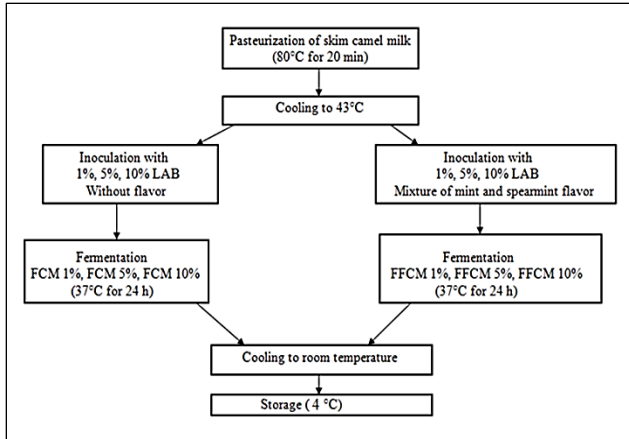 Pasteurization of skim camel milk
(80°C for 20 min)
Cooling to 43°C
Inoculation with
1%, 5%, 10% LAB
Without flavor
Inoculation with
1%, 5%, 10% LAB
Mixture of mint and spearmint flavor
Fermentation
FCM 1%, FCM 5%, FCM 10%
(37°C for 24 h)
Fermentation
FFCM 1%, FFCM 5%, FFCM 10%
(37°C for 24 h)
Cooling to room temperature
Storage ( 4 °C)